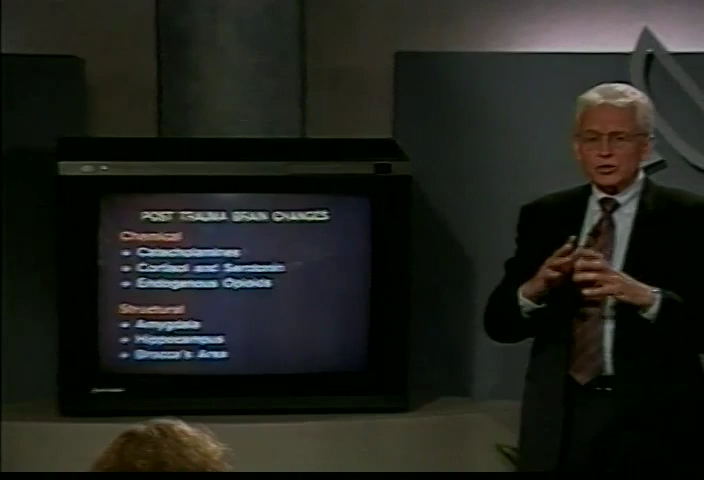 POST TRAUMA BRAIN CHANGES
Chemical
• Catecholamines
• Cortisol and Serotonin
• Endogenous Opioids
Structural
• Amygdala
• Hippocampus
• Broca's Area